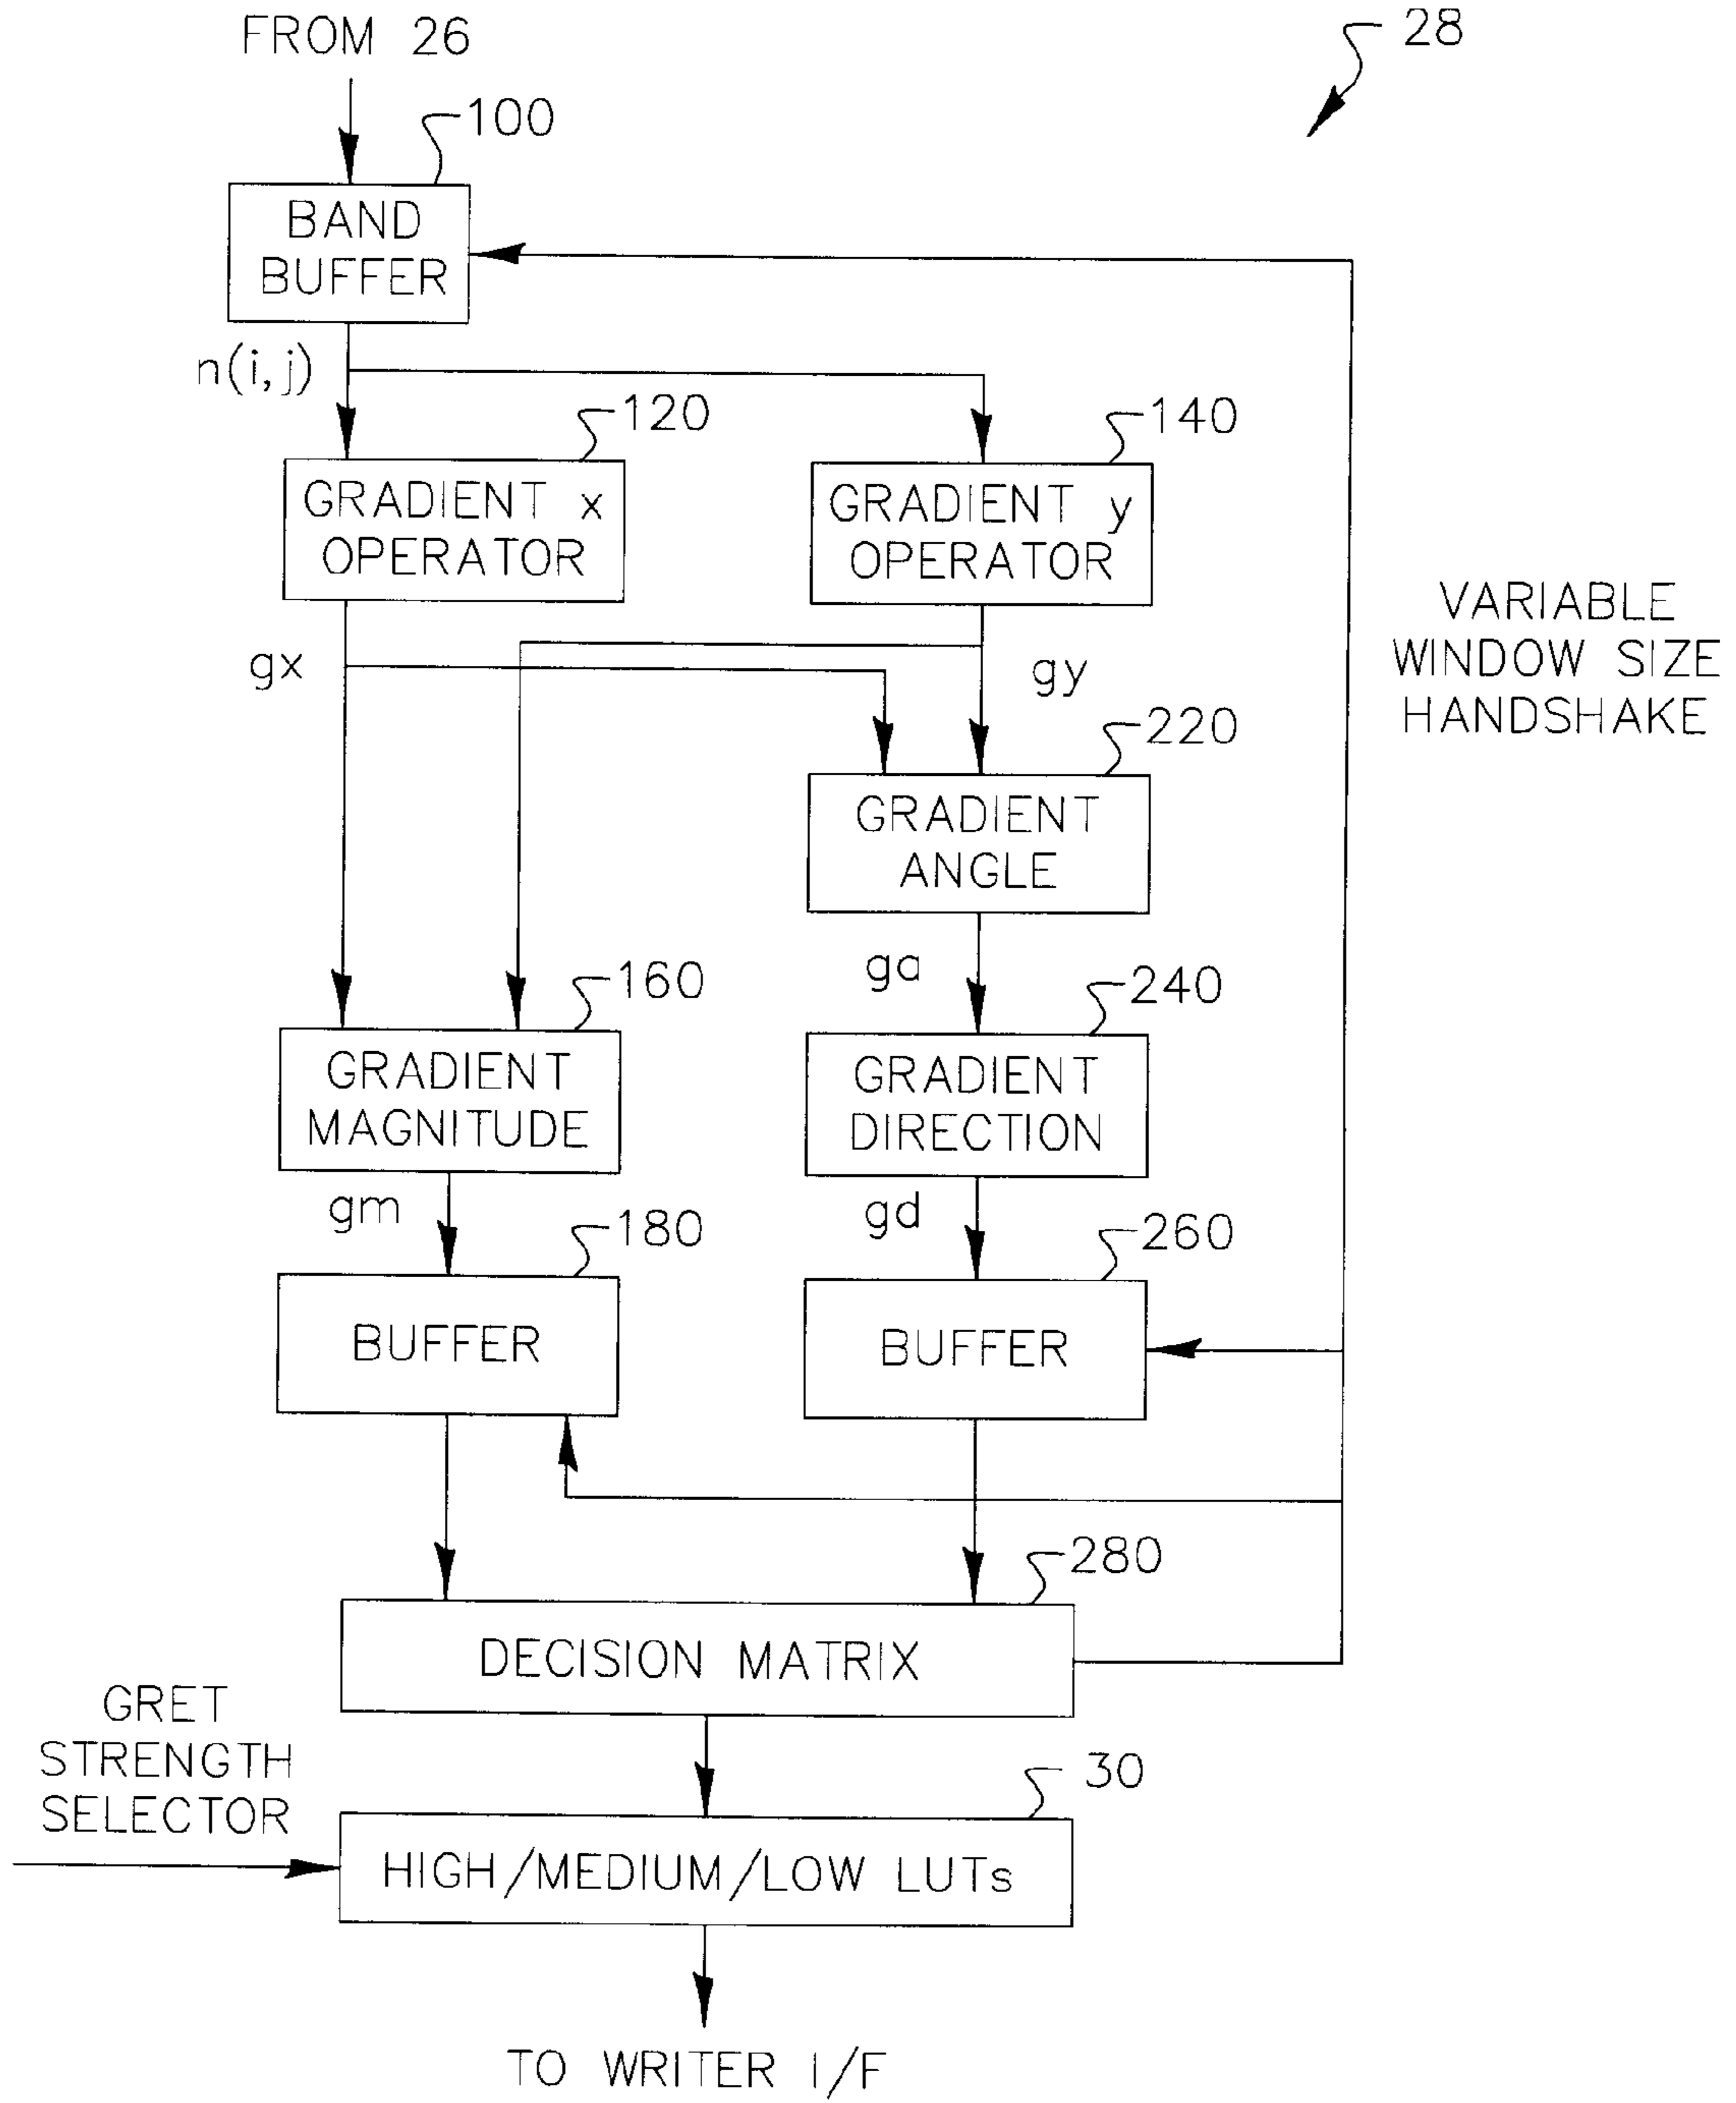 FROM 26
28
100
BAND
BUFFER
n(i,j)
120
140
GRADIENT x
OPERATOR
GRADIENT y
OPERATOR
VARIABLE
WINDOW SIZE
HANDSHAKE
gx
gy
220
GRADIENT
ANGLE
ga
160
240
GRADIENT
MAGNITUDE
GRADIENT
DIRECTION
gm
gd
180
260
BUFFER
BUFFER
280
DECISION MATRIX
GRET
STRENGTH
SELECTOR
30
HIGH/MEDIUM/LOW LUTs
TO WRITER I/F